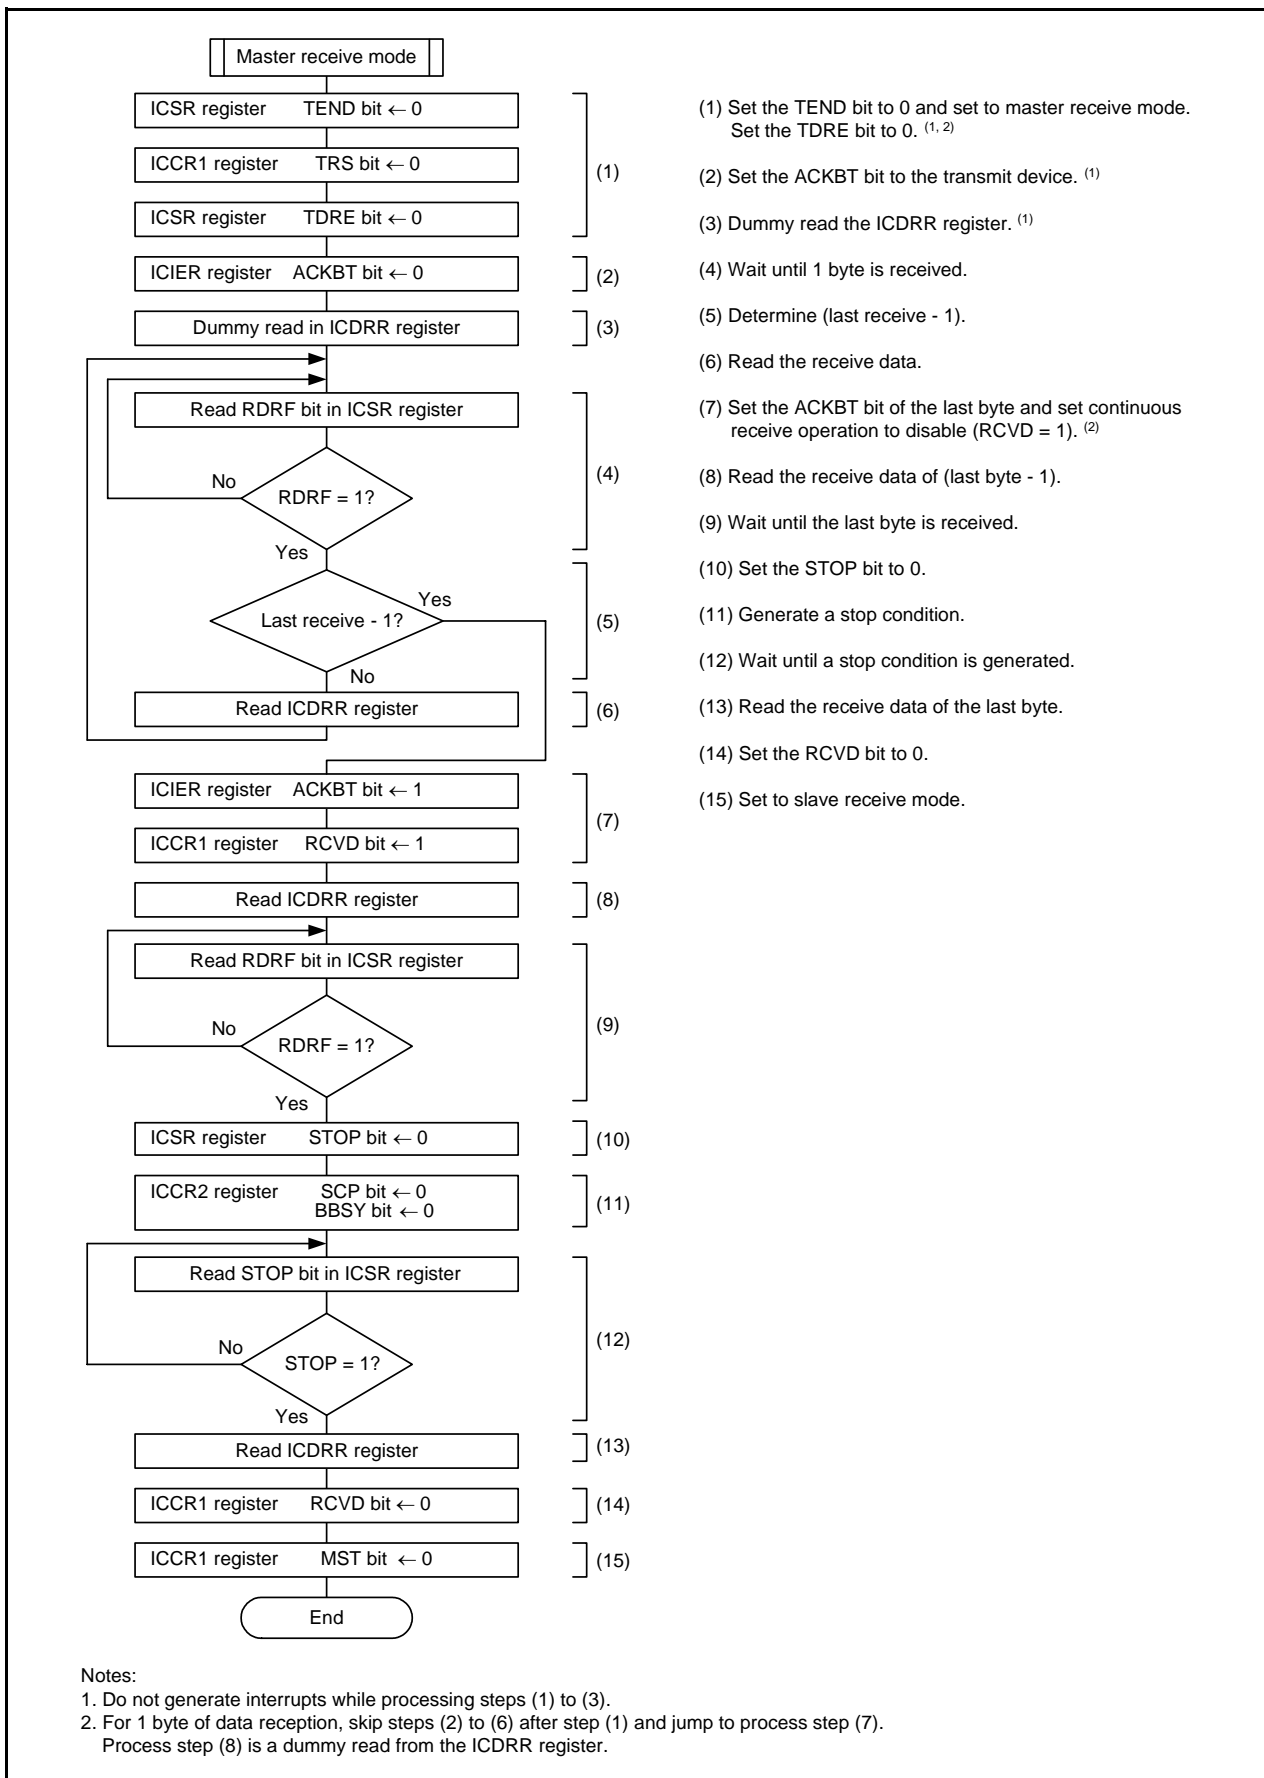 Master receive mode
ICSR register TEND bit ← 0
ICCR1 register TRS bit ← 0
ICSR register TDRE bit ← 0
(1)
ICIER register ACKBT bit ← 0
(2)
Dummy read in ICDRR register
(3)
Read RDRF bit in ICSR register
RDRF = 1?
No
Yes
(4)
Last receive - 1?
Yes
No
(5)
Read ICDRR register
(6)
ICIER register ACKBT bit ← 1
ICCR1 register RCVD bit ← 1
(7)
Read ICDRR register
(8)
Read RDRF bit in ICSR register
No
RDRF = 1?
Yes
(9)
ICSR register STOP bit ← 0
(10)
ICCR2 register SCP bit ← 0
BBSY bit ← 0
(11)
Read STOP bit in ICSR register
No
STOP = 1?
Yes
(12)
Read ICDRR register
(13)
ICCR1 register RCVD bit ← 0
(14)
ICCR1 register MST bit ← 0
(15)
End
(1) Set the TEND bit to 0 and set to master receive mode.
Set the TDRE bit to 0. (1, 2)
(2) Set the ACKBT bit to the transmit device. (1)
(3) Dummy read the ICDRR register. (1)
(4) Wait until 1 byte is received.
(5) Determine (last receive - 1).
(6) Read the receive data.
(7) Set the ACKBT bit of the last byte and set continuous
receive operation to disable (RCVD = 1). (2)
(8) Read the receive data of (last byte - 1).
(9) Wait until the last byte is received.
(10) Set the STOP bit to 0.
(11) Generate a stop condition.
(12) Wait until a stop condition is generated.
(13) Read the receive data of the last byte.
(14) Set the RCVD bit to 0.
(15) Set to slave receive mode.
Notes:
1. Do not generate interrupts while processing steps (1) to (3).
2. For 1 byte of data reception, skip steps (2) to (6) after step (1) and jump to process step (7).
Process step (8) is a dummy read from the ICDRR register.